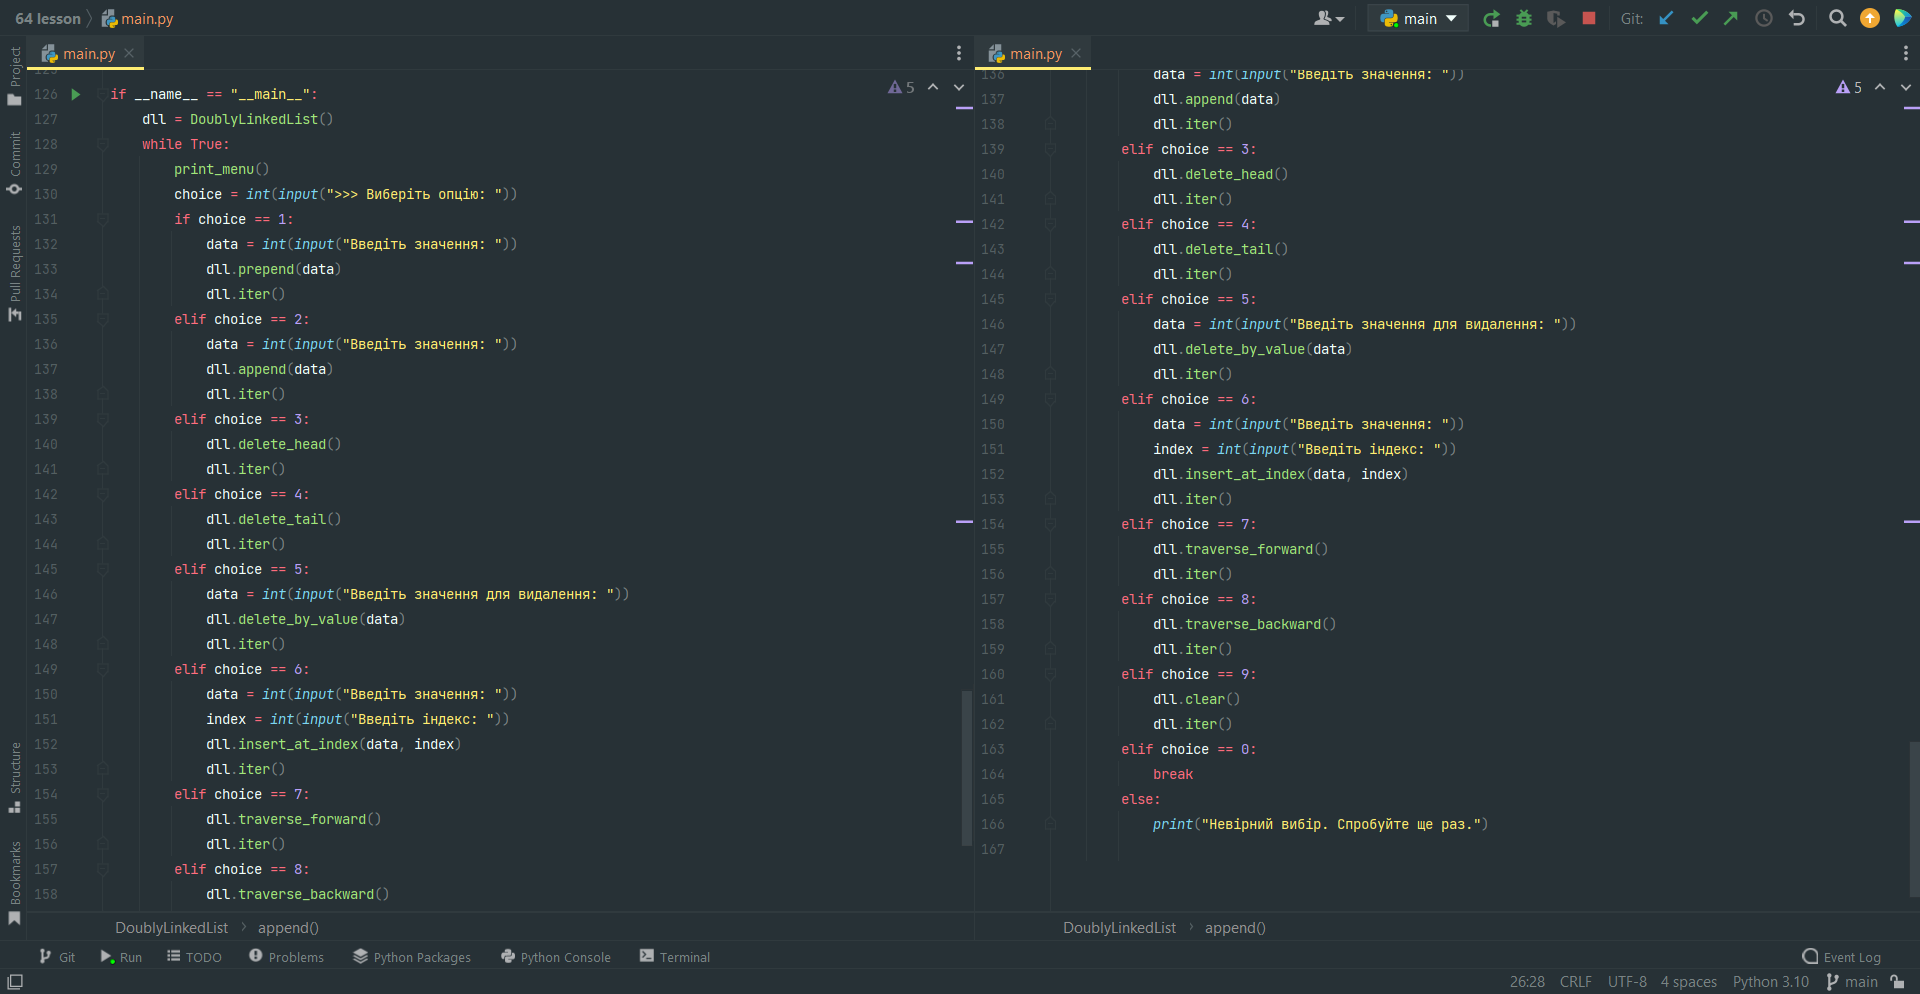 64 lesson
main.py
main
Git:
Project
Commit
Pull Requests
Structure
Bookmarks
main.py
5
126 if __name__ == "__main__":
127 dll = DoublyLinkedList()
128 while True:
129 print_menu()
130 choice = int(input(">>> Виберіть опцію: "))
131 if choice == 1:
132 data = int(input("Введіть значення: "))
133 dll.prepend(data)
134 dll.iter()
135 elif choice == 2:
136 data = int(input("Введіть значення: "))
137 dll.append(data)
138 dll.iter()
139 elif choice == 3:
140 dll.delete_head()
141 dll.iter()
142 elif choice == 4:
143 dll.delete_tail()
144 dll.iter()
145 elif choice == 5:
146 data = int(input("Введіть значення для видалення: "))
147 dll.delete_by_value(data)
148 dll.iter()
149 elif choice == 6:
150 data = int(input("Введіть значення: "))
151 index = int(input("Введіть індекс: "))
152 dll.insert_at_index(data, index)
153 dll.iter()
154 elif choice == 7:
155 dll.traverse_forward()
156 dll.iter()
157 elif choice == 8:
158 dll.traverse_backward()
DoublyLinkedList
append()
main.py
5
136 data = int(input("Введіть значення: "))
137 dll.append(data)
138 dll.iter()
139 elif choice == 3:
140 dll.delete_head()
141 dll.iter()
142 elif choice == 4:
143 dll.delete_tail()
144 dll.iter()
145 elif choice == 5:
146 data = int(input("Введіть значення для видалення: "))
147 dll.delete_by_value(data)
148 dll.iter()
149 elif choice == 6:
150 data = int(input("Введіть значення: "))
151 index = int(input("Введіть індекс: "))
152 dll.insert_at_index(data, index)
153 dll.iter()
154 elif choice == 7:
155 dll.traverse_forward()
156 dll.iter()
157 elif choice == 8:
158 dll.traverse_backward()
159 dll.iter()
160 elif choice == 9:
161 dll.clear()
162 dll.iter()
163 elif choice == 0:
164 break
165 else:
166 print("Невірний вибір. Спробуйте ще раз.")
167
DoublyLinkedList
append()
Git
Run
TODO
Problems
Python Packages
Python Console
Terminal
Event Log
26:28 CRLF UTF-8 4 spaces Python 3.10 main